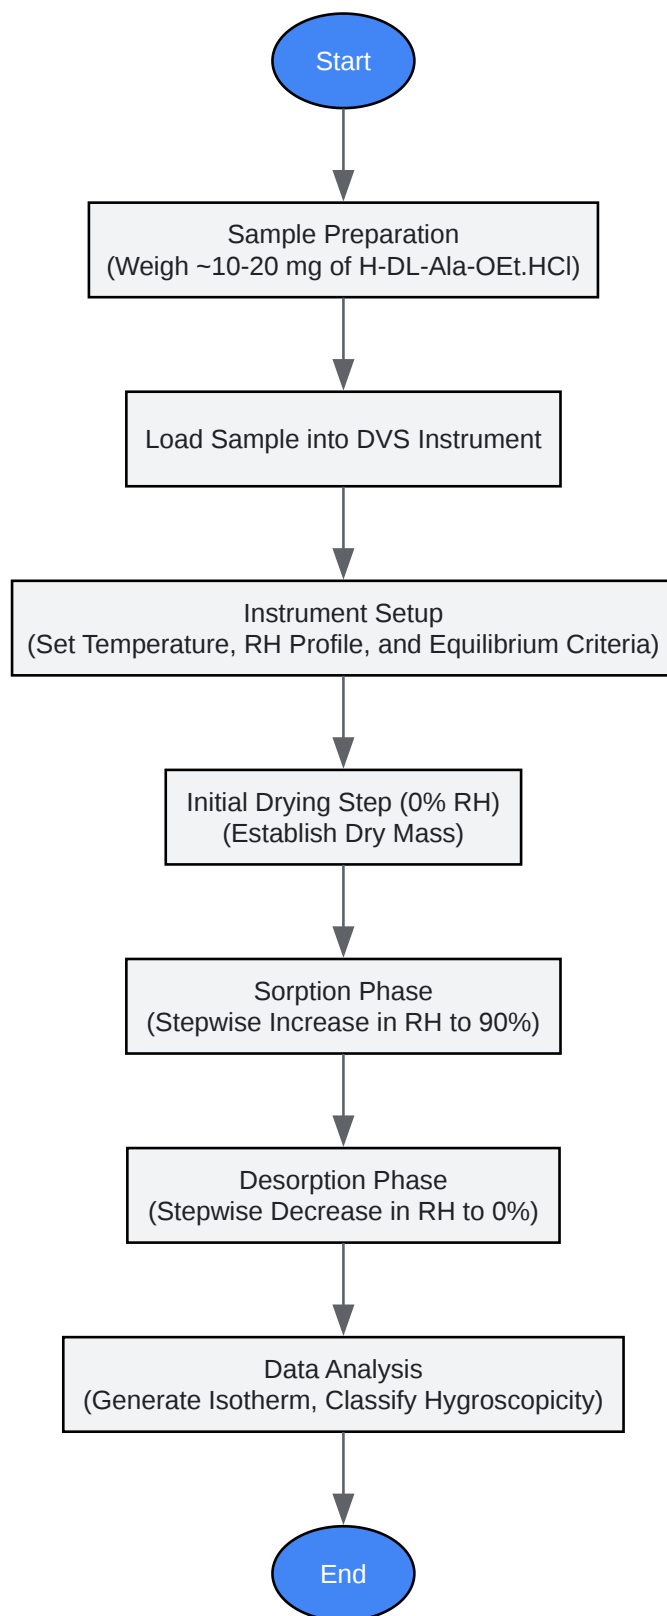 Start
Sample Preparation
(Weigh ~10-20 mg of H-DL-Ala-OEt.HCl)
Load Sample into DVS Instrument
Instrument Setup
(Set Temperature, RH Profile, and Equilibrium Criteria)
Initial Drying Step (0% RH)
(Establish Dry Mass)
Sorption Phase
(Stepwise Increase in RH to 90%)
Desorption Phase
(Stepwise Decrease in RH to 0%)
Data Analysis
(Generate Isotherm, Classify Hygroscopicity)
End